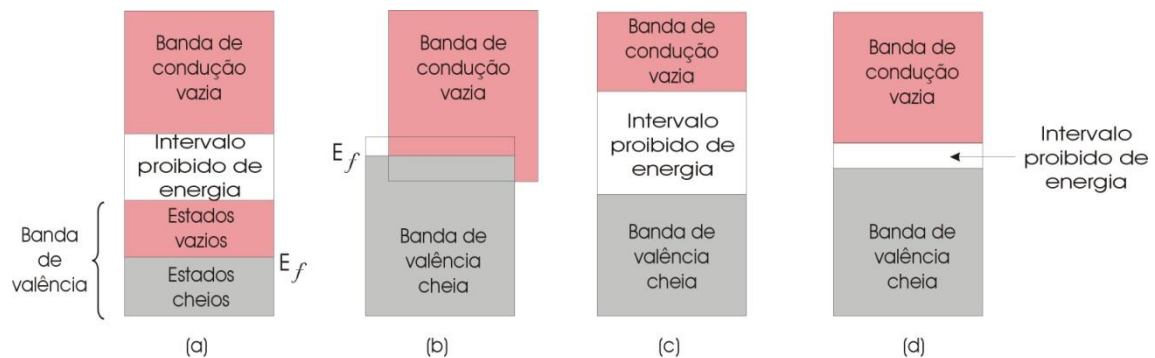 Banda de
condução
vazia
Intervalo
proibido de
energia
Banda
de
valência
Estados
vazios
Estados
cheios
E_f
(a)
Banda de
condução
vazia
E_f
Banda de
valência
cheia
(b)
Banda de
condução
vazia
Intervalo
proibido de
energia
Banda de
valência
cheia
(c)
Banda de
condução
vazia
Intervalo
proibido de
energia
Banda de
valência
cheia
(d)